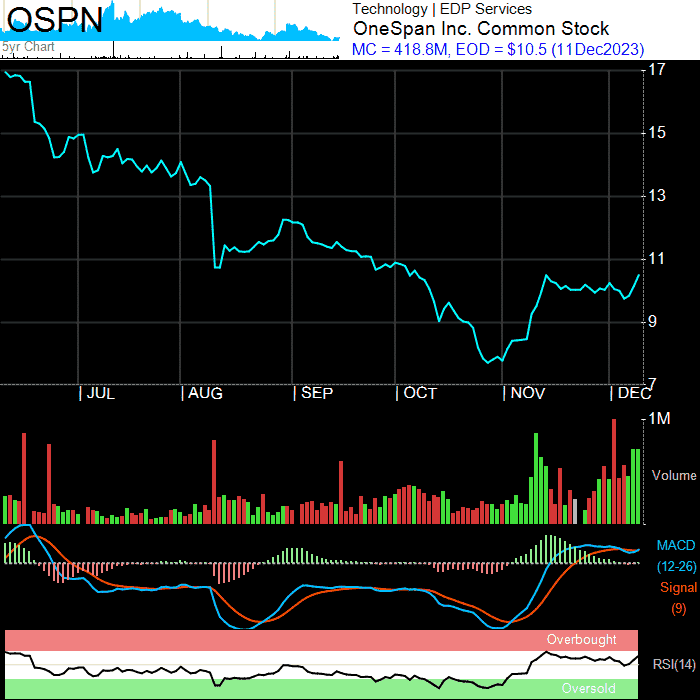 OSPN
5yr Chart
Technology | EDP Services
OneSpan Inc. Common Stock
MC = 418.8M, EOD = $10.5 (11Dec2023)
17
15
13
11
9
7
| JUL | AUG | SEP | OCT | NOV | DEC
1M
Volume
MACD
(12-26)
Signal
(9)
Overbought
RSI(14)
Oversold